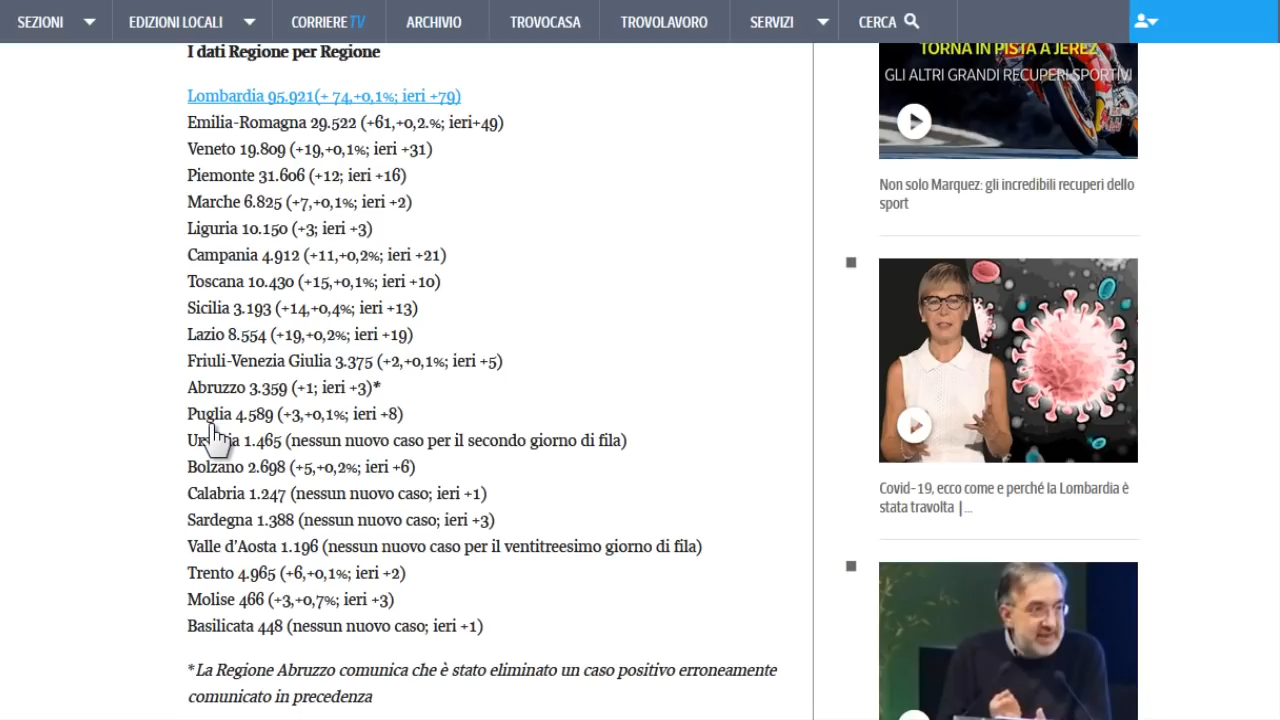 SEZIONI EDIZIONI LOCALI CORRIERETV ARCHIVIO TROVOCASA TROVOLAVORO SERVIZI CERCA
I dati Regione per Regione
Lombardia 95.921(+ 74,+0,1%; ieri +79)
Emilia-Romagna 29.522 (+61,+0,2.%; ieri+49)
Veneto 19.809 (+19,+0,1%; ieri +31)
Piemonte 31.606 (+12; ieri +16)
Marche 6.825 (+7,+0,1%; ieri +2)
Liguria 10.150 (+3; ieri +3)
Campania 4.912 (+11,+0,2%; ieri +21)
Toscana 10.430 (+15,+0,1%; ieri +10)
Sicilia 3.193 (+14,+0,4%; ieri +13)
Lazio 8.554 (+19,+0,2%; ieri +19)
Friuli-Venezia Giulia 3.375 (+2,+0,1%; ieri +5)
Abruzzo 3.359 (+1; ieri +3)*
Puglia 4.589 (+3,+0,1%; ieri +8)
1.465 (nessun nuovo caso per il secondo giorno di fila)
Bolzano 2.698 (+5,+0,2%; ieri +6)
Calabria 1.247 (nessun nuovo caso; ieri +1)
Sardegna 1.388 (nessun nuovo caso; ieri +3)
Valle d'Aosta 1.196 (nessun nuovo caso per il ventitreesimo giorno di fila)
Trento 4.965 (+6,+0,1%; ieri +2)
Molise 466 (+3,+0,7%; ieri +3)
Basilicata 448 (nessun nuovo caso; ieri +1)
*La Regione Abruzzo comunica che è stato eliminato un caso positivo erroneamente
comunicato in precedenza
TORNA IN PISTA A JEREZ
GLI ALTRI GRANDI RECUPERI SPORTIVI
Non solo Marquez: gli incredibili recuperi dello
sport
Covid-19, ecco come e perché la Lombardia è
stata travolta |...